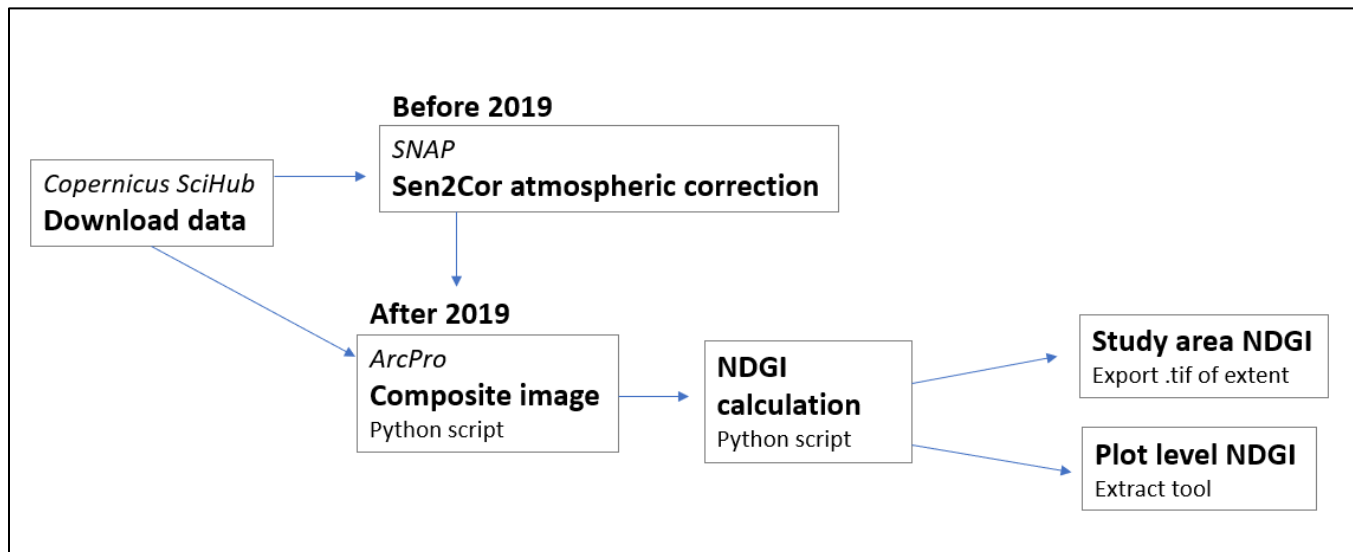 Before 2019
SNAP
Sen2Cor atmospheric correction
Copernicus SciHub
Download data
After 2019
ArcPro
Composite image
Python script
NDGI
calculation
Python script
Study area NDGI
Export .tif of extent
Plot level NDGI
Extract tool